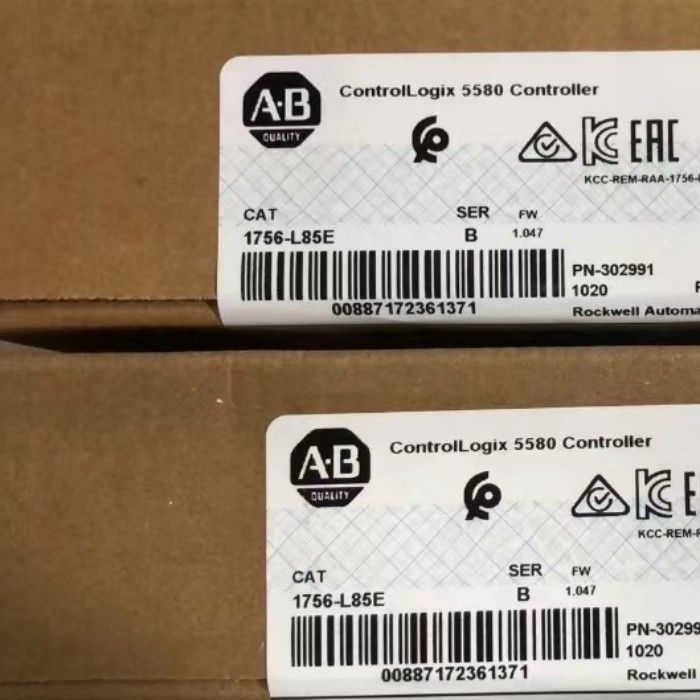 A·B
QUALITY
ControlLogix 5580 Controller
EAC
KCC-REM-RAA-1756-
CAT
SER
FW
1756-L85E
B
1.047
PN-302991
1020
00887172361371
Rockwell Automa
A·B
QUALITY
ControlLogix 5580 Controller
E
KCC-REM-
CAT
SER
FW
1756-L85E
B
1.047
PN-30299
1020
00887172361371
Rockwell